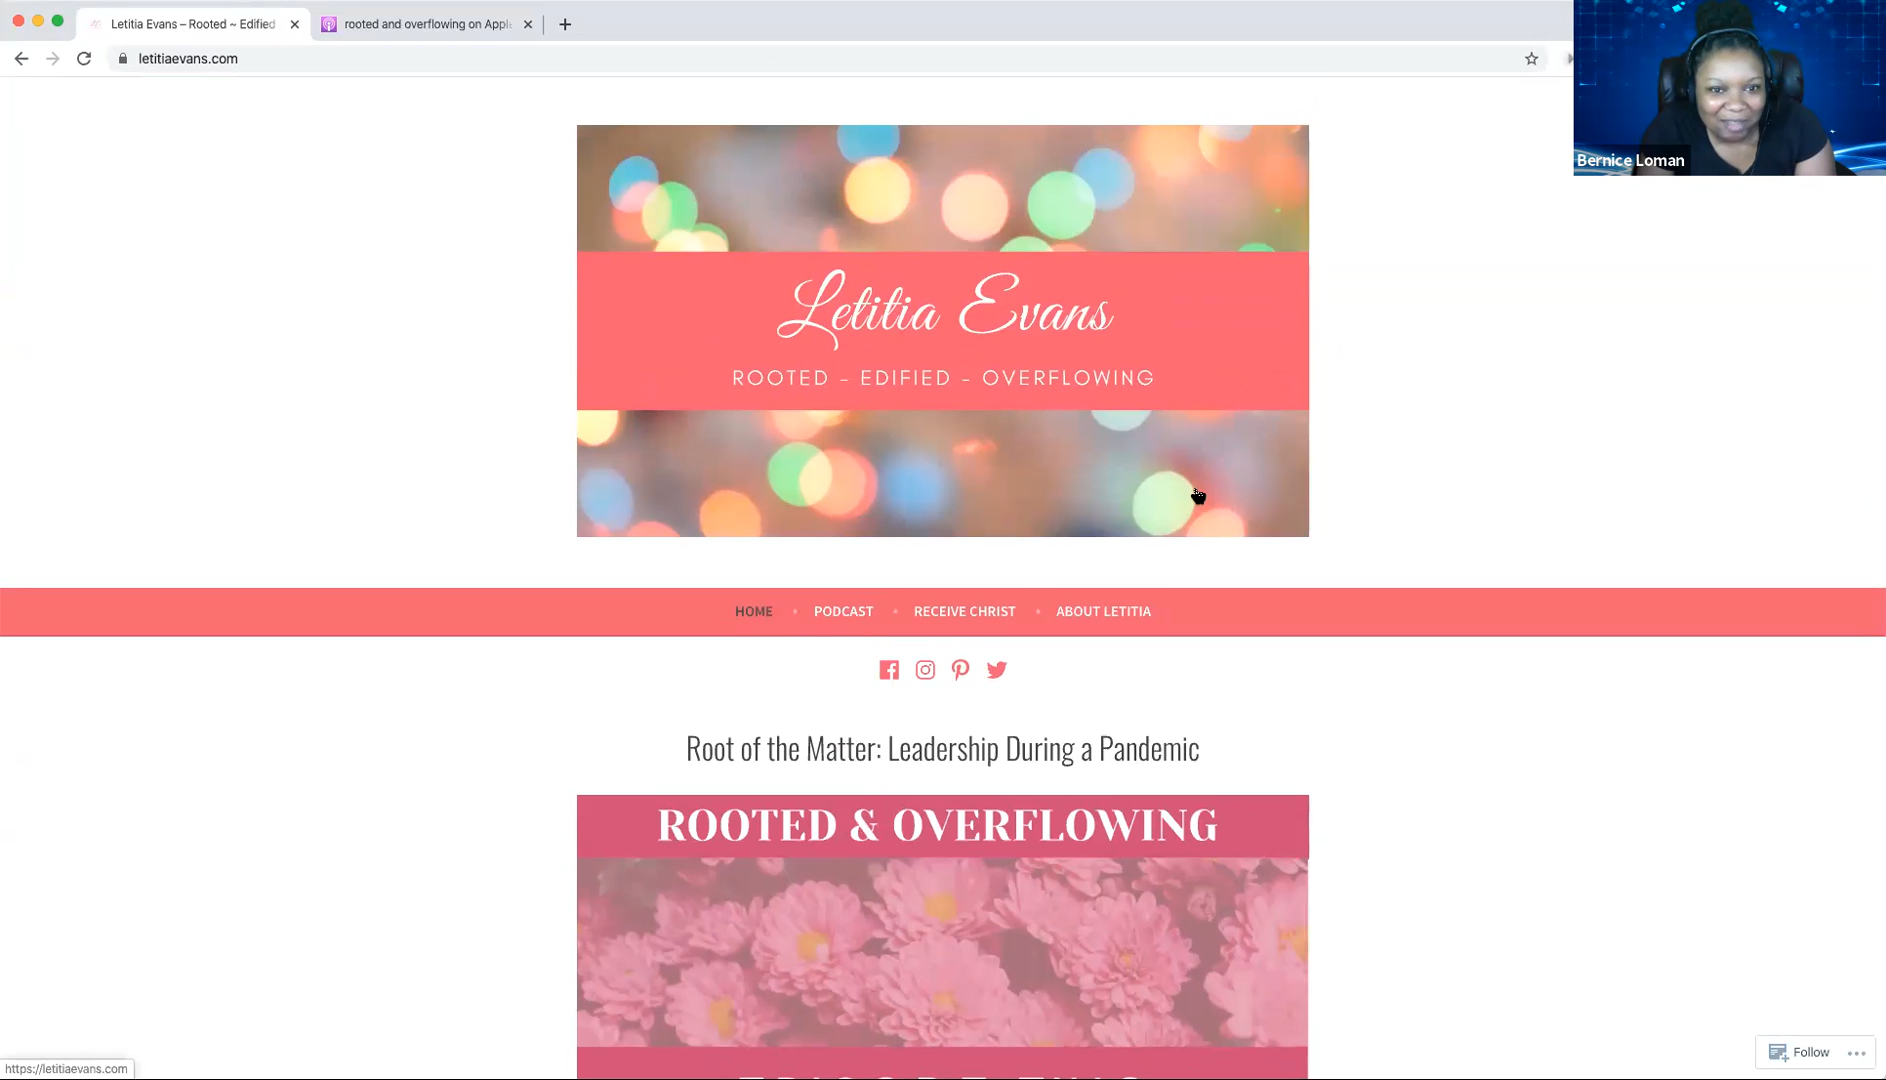 Letitia Evans – Rooted ~ Edified
rooted and overflowing on Apple
letitiaevans.com
Bernice Loman
Letitia Evans
ROOTED - EDIFIED - OVERFLOWING
HOME • PODCAST • RECEIVE CHRIST • ABOUT LETITIA
Root of the Matter: Leadership During a Pandemic
ROOTED & OVERFLOWING
Follow
https://letitiaevans.com